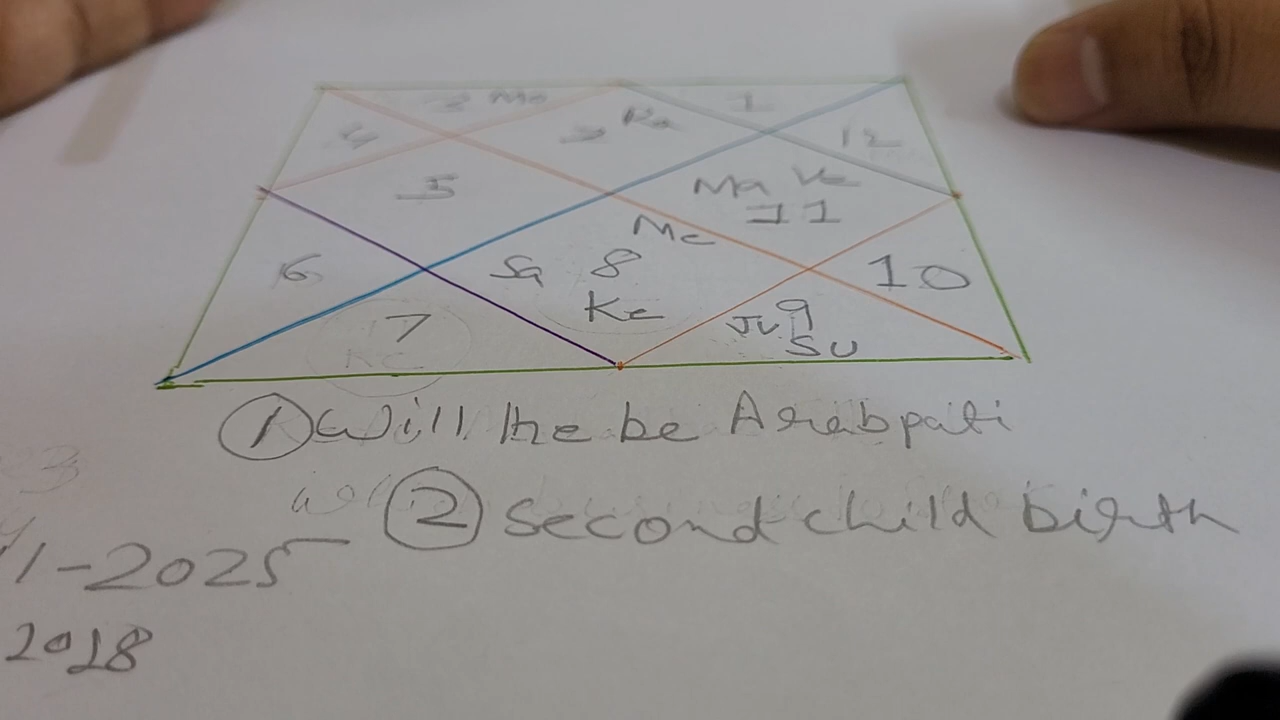 2 Mo
1
4
3 Ra
12
5
Ma Ve
11
Me
6
Sa 8
10
Ke
7
Ju 9
Su
① Will he be Arabpati
② Second child birth
1-2025
2018